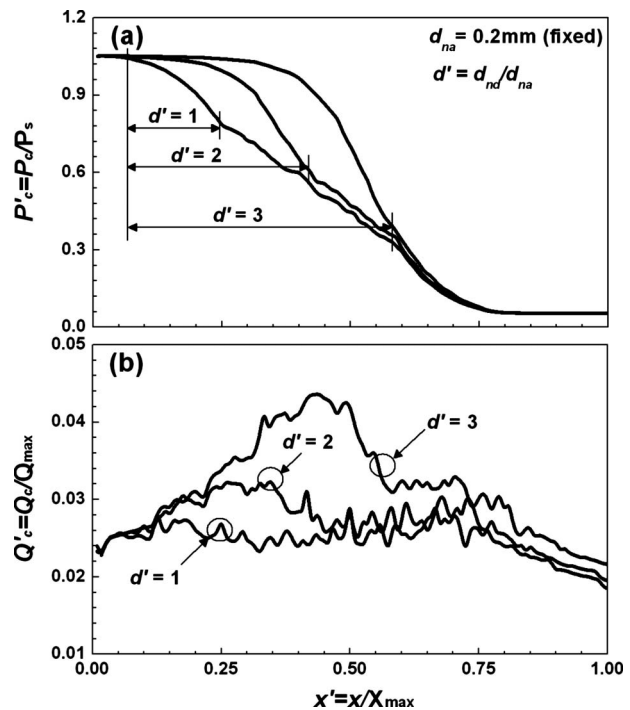 (a)
d_na = 0.2mm (fixed)
d' = d_nd/d_na
1.2
0.9
0.6
0.3
0.0
P'_c=P_c/P_s
d' = 1
d' = 2
d' = 3
(b)
0.05
0.04
0.03
0.02
0.01
Q'_c=Q_c/Q_max
d' = 3
d' = 2
d' = 1
0.00 0.25 0.50 0.75 1.00
x'=x/X_max